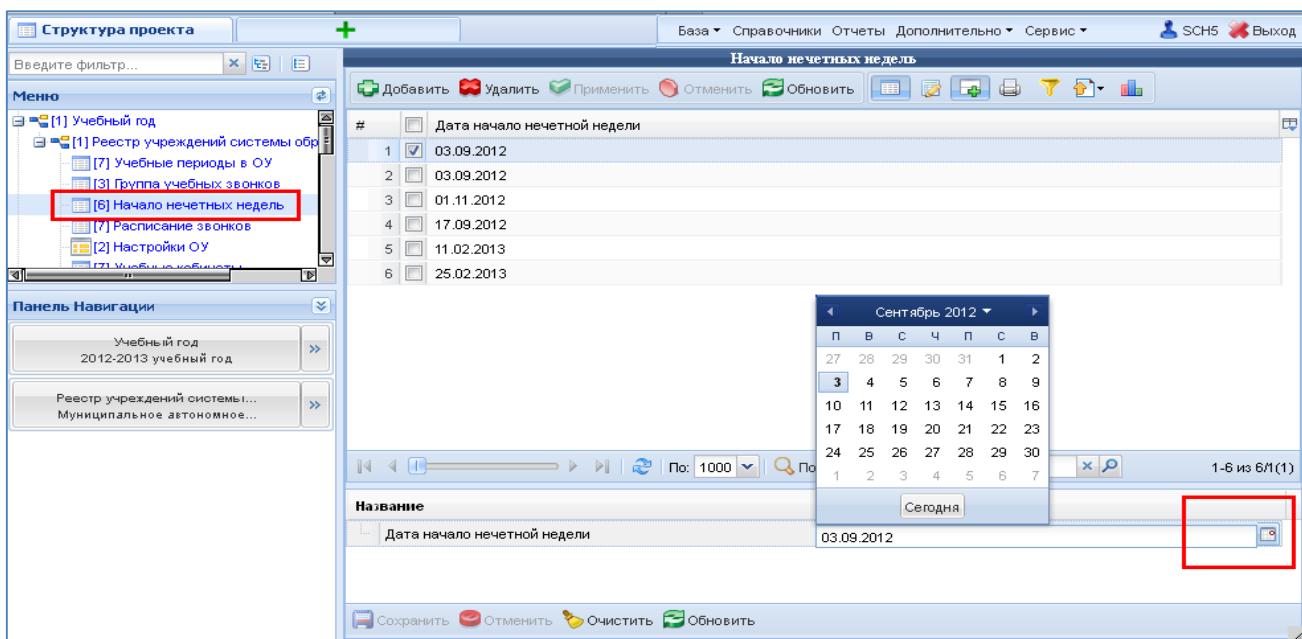 Структура проекта
База Справочники Отчеты Дополнительно Сервис SCH5 Выход
Введите фильтр...
Начало нечетных недель
Меню
Добавить Удалить Применить Отменить Обновить
[1] Учебный год
[1] Реестр учреждений системы обр
[7] Учебные периоды в ОУ
[3] Группа учебных звонков
[6] Начало нечетных недель
[7] Расписание звонков
[2] Настройки ОУ
[7] Учебные кабинеты
# Дата начало нечетной недели
1 03.09.2012
2 03.09.2012
3 01.11.2012
4 17.09.2012
5 11.02.2013
6 25.02.2013
Панель Навигации
Учебный год
2012-2013 учебный год
Реестр учреждений системы...
Муниципальное автономное...
Сентябрь 2012
П В С Ч П С В
27 28 29 30 31 1 2
3 4 5 6 7 8 9
10 11 12 13 14 15 16
17 18 19 20 21 22 23
24 25 26 27 28 29 30
1 2 3 4 5 6 7
Сегодня
По: 1000 По 1-6 из 6/1(1)
Название
Дата начало нечетной недели 03.09.2012
Сохранить Отменить Очистить Обновить